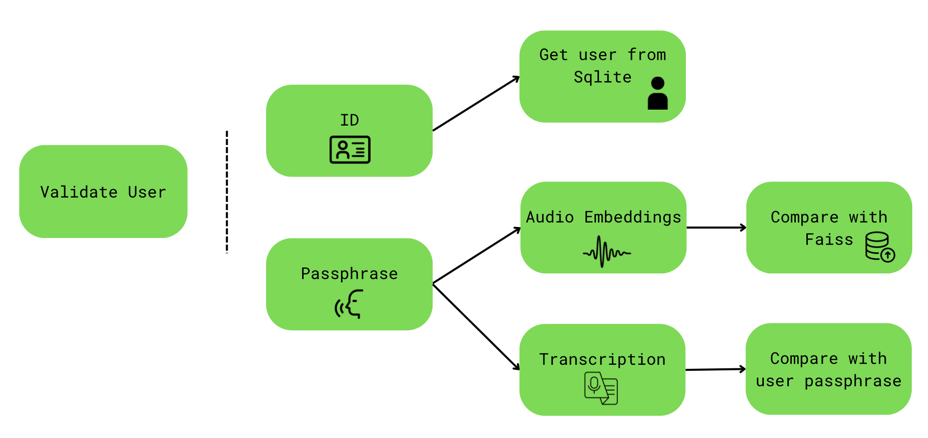 Validate User
ID
Get user from
Sqlite
Passphrase
Audio Embeddings
Compare with
Faiss
Transcription
Compare with
user passphrase